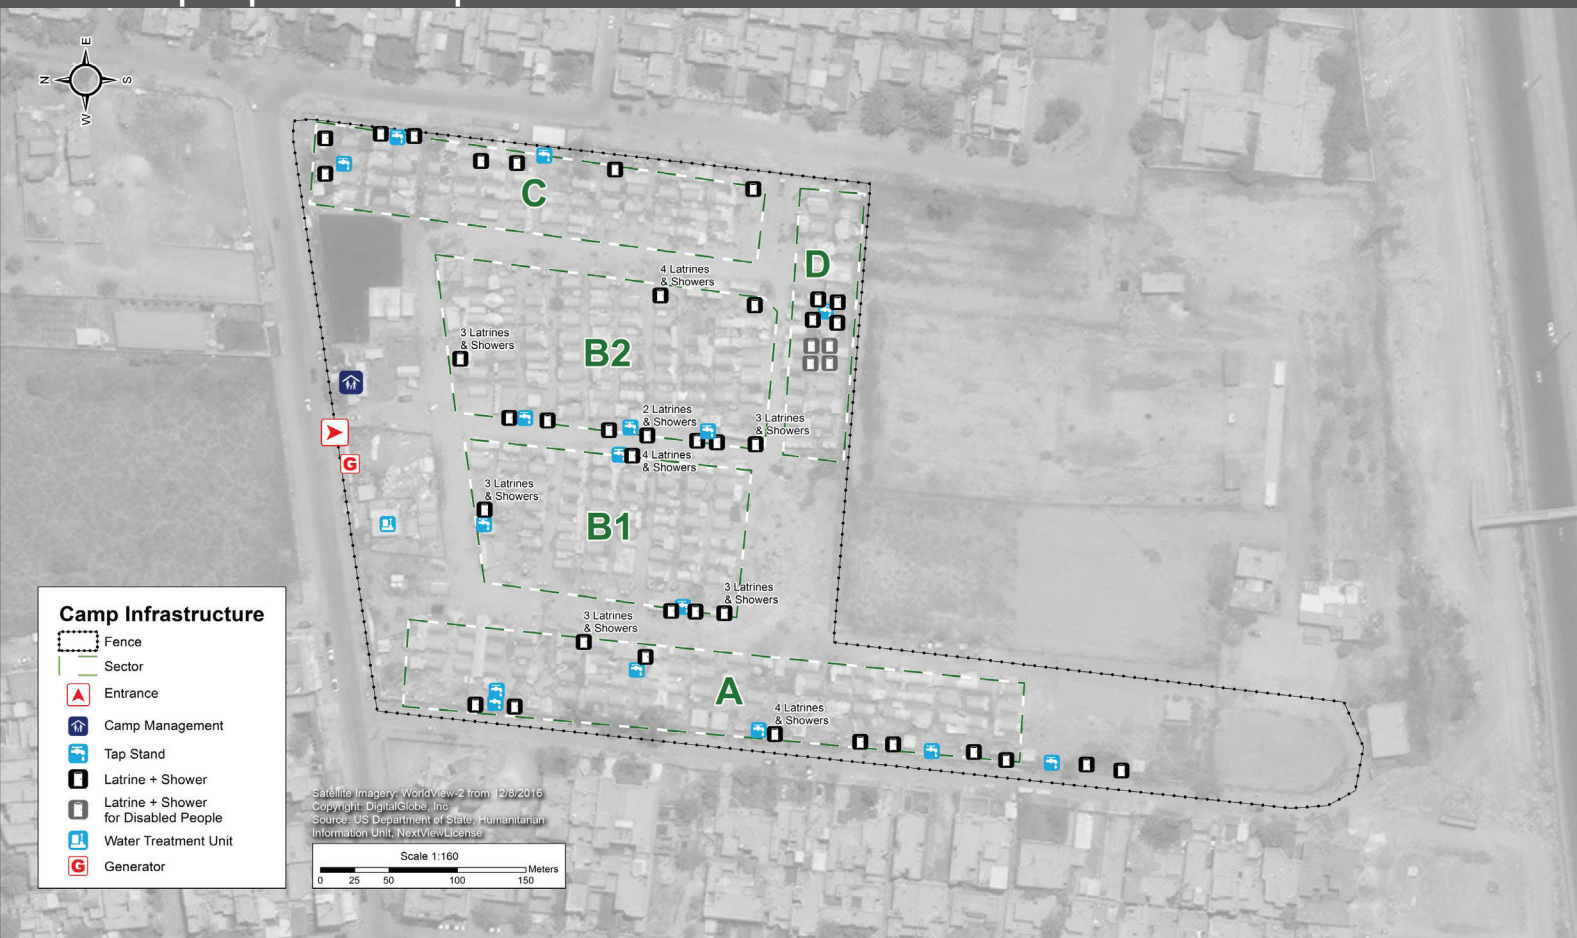 E
N
S
W
C
4 Latrines
& Showers
D
3 Latrines
& Showers
B2
2 Latrines
& Showers
3 Latrines
& Showers
4 Latrines
& Showers
3 Latrines
& Showers
B1
3 Latrines
& Showers
3 Latrines
& Showers
A
4 Latrines
& Showers
G
Camp Infrastructure
Fence
Sector
Entrance
Camp Management
Tap Stand
Latrine + Shower
Latrine + Shower
for Disabled People
Water Treatment Unit
G
Generator
Satellite Imagery: WorldView-2 from 12/8/2016
Copyright: DigitalGlobe, Inc
Source: US Department of State, Humanitarian
Information Unit, NextViewLicense
Scale 1:160
Meters
0 25 50 100 150